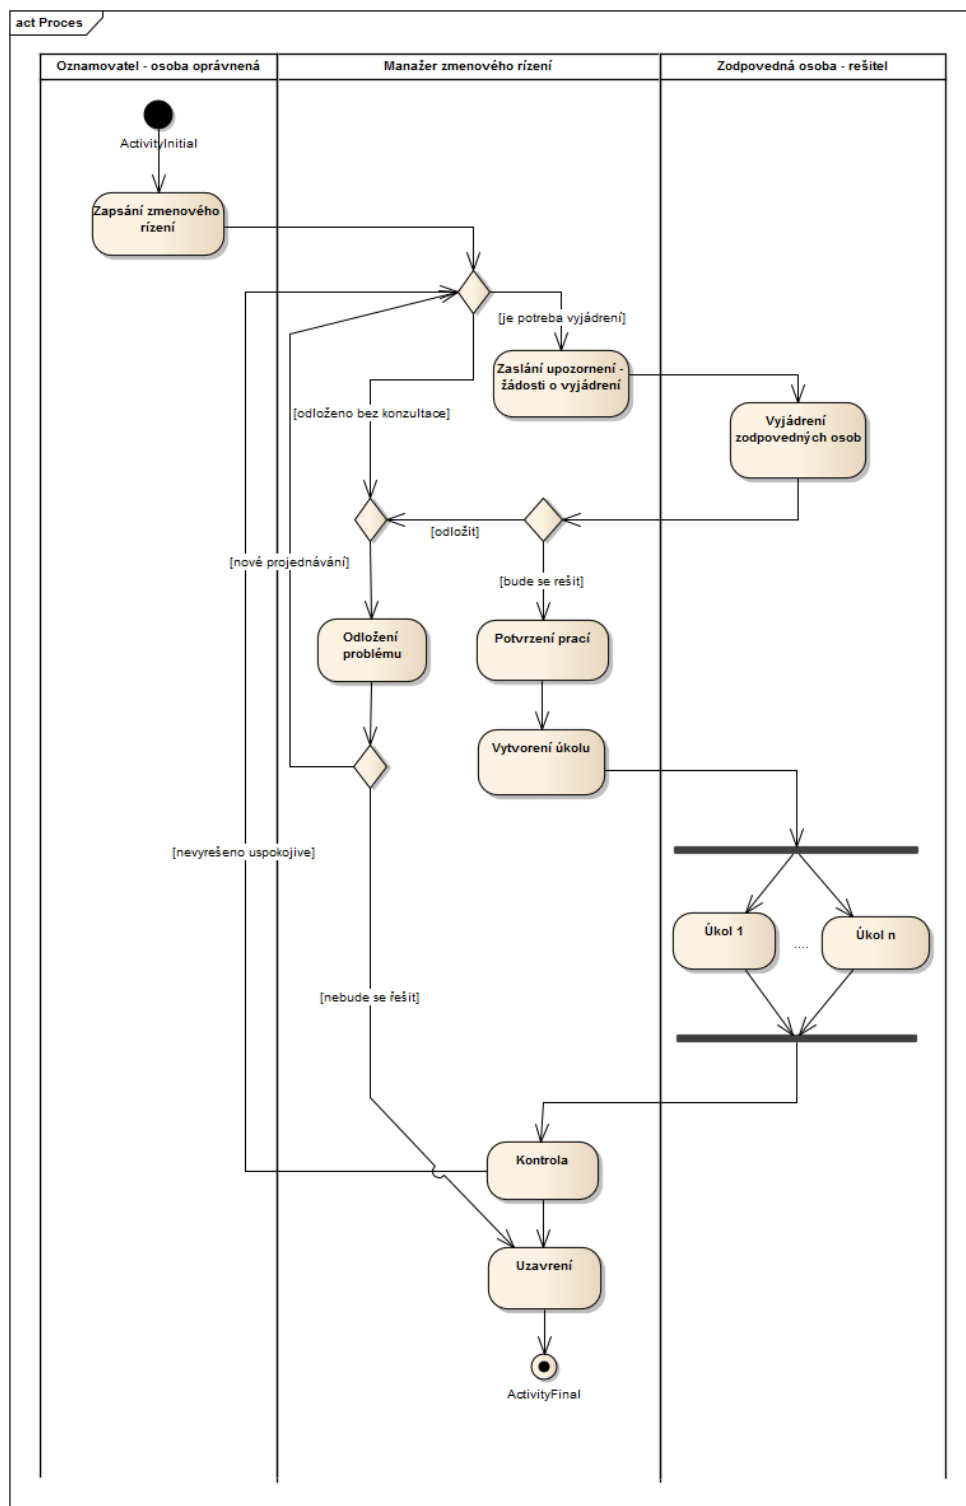 act Proces
Oznamovatel - osoba oprávnená
Manažer zmenového rízení
Zodpovedná osoba - rešitel
ActivityInitial
Zapsání zmenového
rízení
[je potreba vyjádrení]
Zaslání upozornení -
žádosti o vyjádrení
[odloženo bez konzultace]
Vyjádrení
zodpovedných osob
[odložit]
[nové projednávání]
[bude se rešit]
Odložení
problému
Potvrzení prací
Vytvorení úkolu
[nevyrešeno uspokojive]
Úkol 1
....
Úkol n
[nebude se řešit]
Kontrola
Uzavrení
ActivityFinal